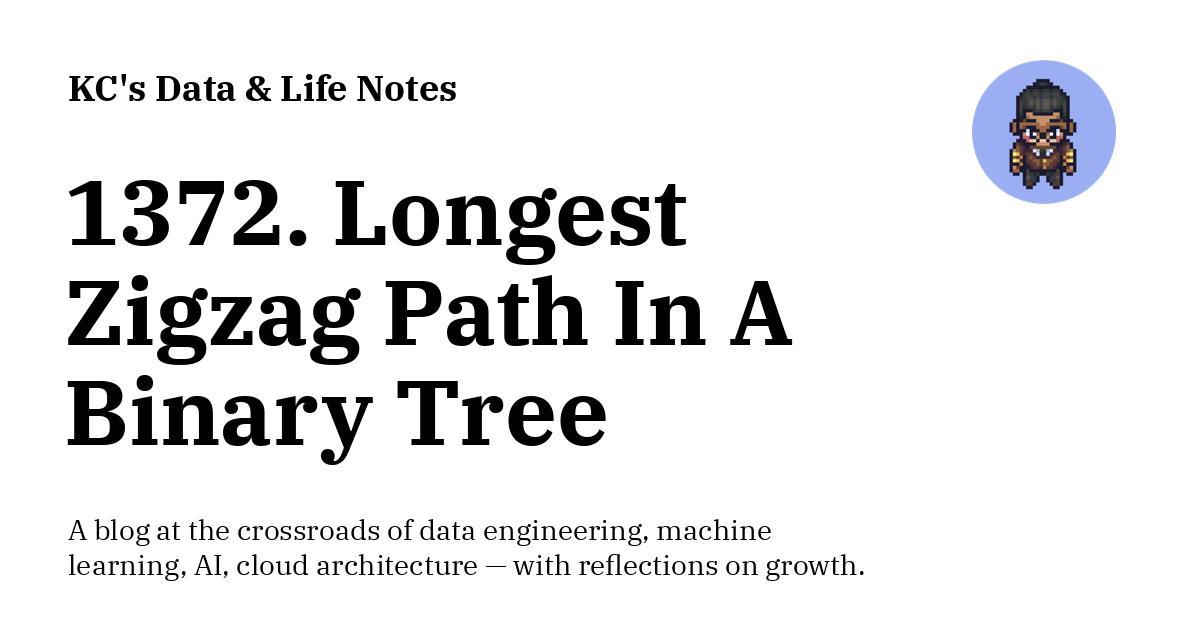 KC's Data & Life Notes
1372. Longest
Zigzag Path In A
Binary Tree
A blog at the crossroads of data engineering, machine
learning, AI, cloud architecture — with reflections on growth.